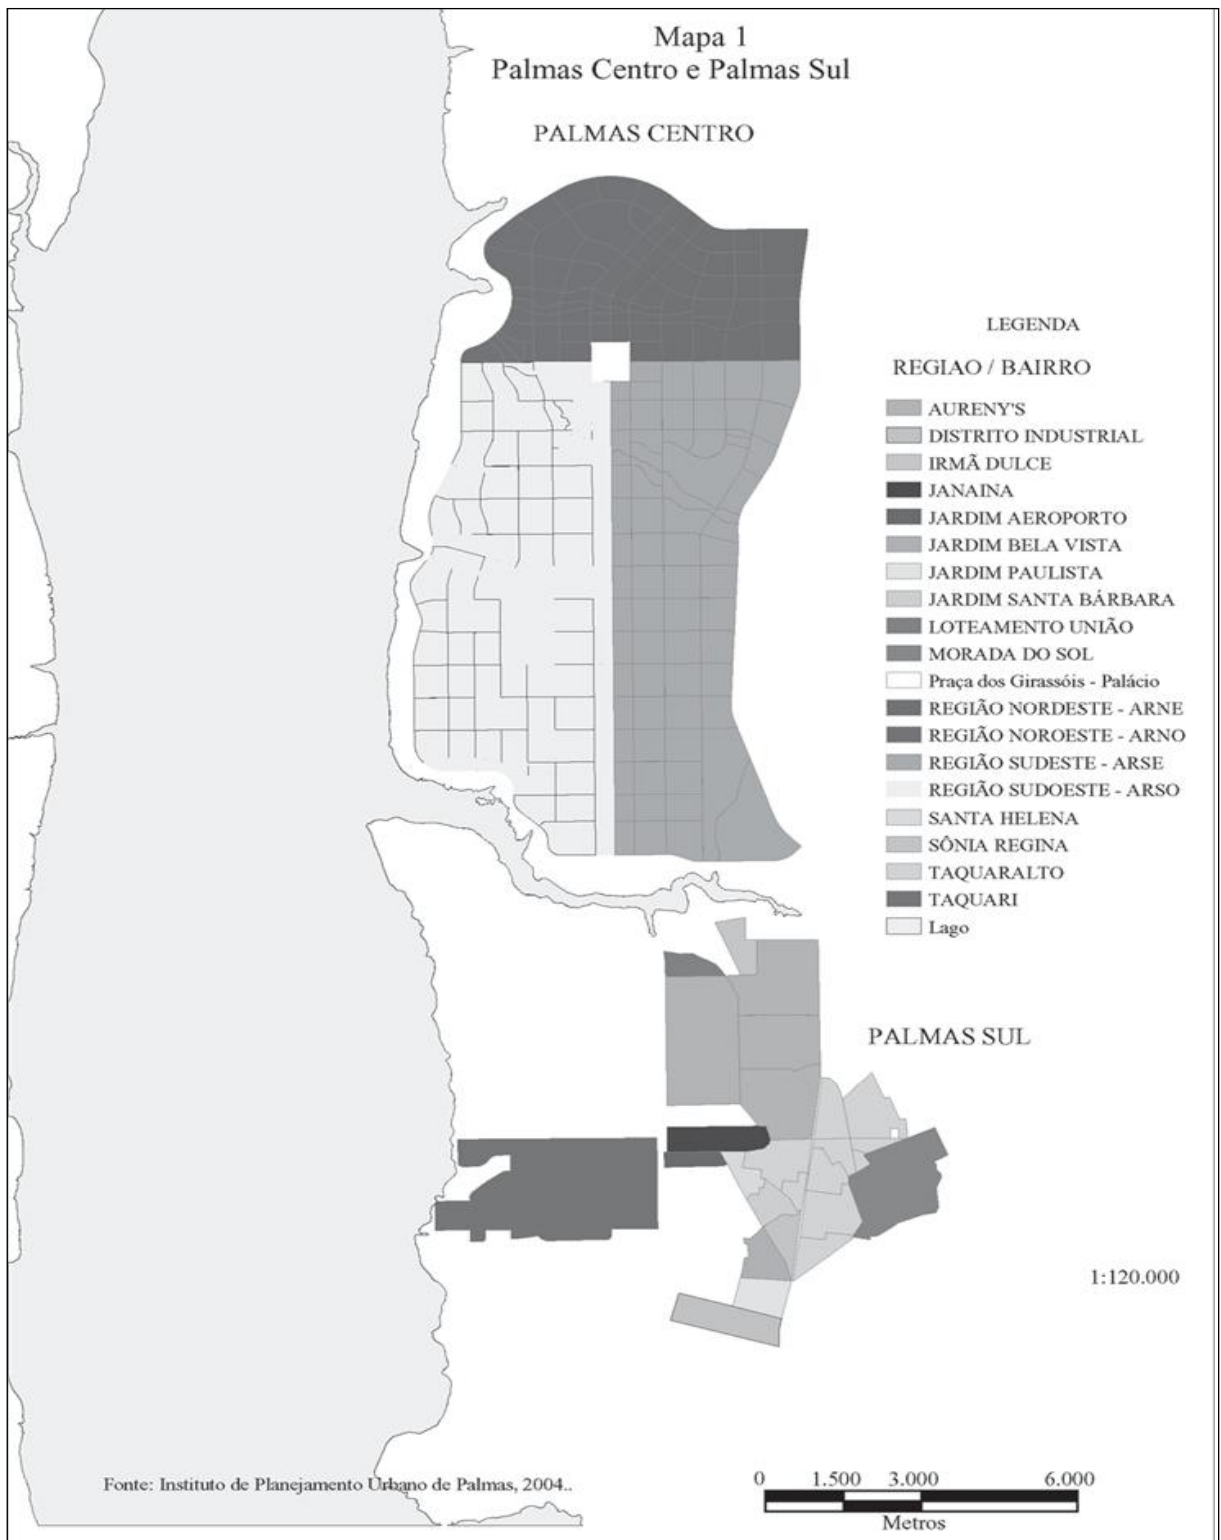 Mapa 1
Palmas Centro e Palmas Sul
PALMAS CENTRO
LEGENDA
REGIAO / BAIRRO
AURENY'S
DISTRITO INDUSTRIAL
IRMÃ DULCE
JANAINA
JARDIM AEROPORTO
JARDIM BELA VISTA
JARDIM PAULISTA
JARDIM SANTA BÁRBARA
LOTEAMENTO UNIÃO
MORADA DO SOL
Praça dos Girassóis - Palácio
REGIÃO NORDESTE - ARNE
REGIÃO NOROESTE - ARNO
REGIÃO SUDESTE - ARSE
REGIÃO SUDOESTE - ARSO
SANTA HELENA
SÔNIA REGINA
TAQUARALTO
TAQUARI
Lago
PALMAS SUL
1:120.000
Fonte: Instituto de Planejamento Urbano de Palmas, 2004..
0 1.500 3.000 6.000
Metros